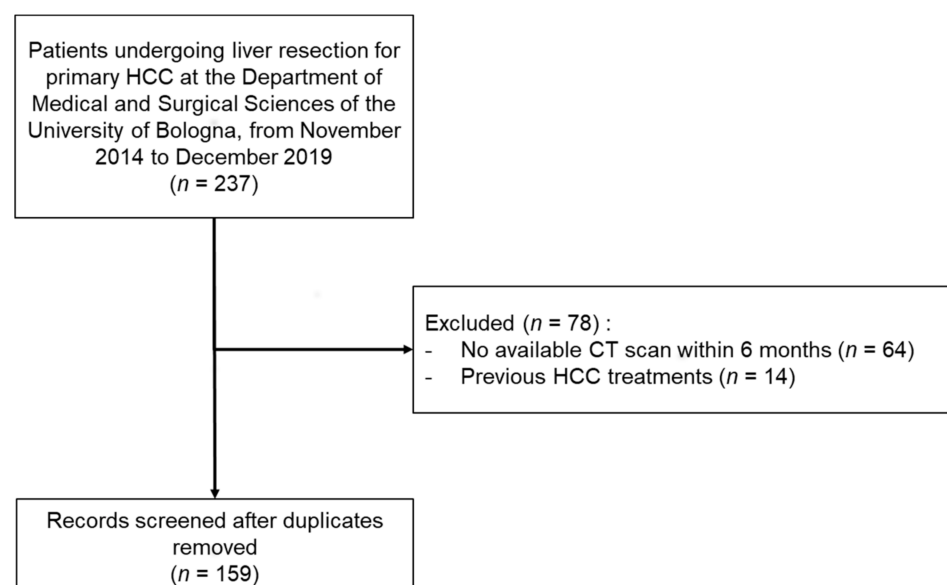 Patients undergoing liver resection for
primary HCC at the Department of
Medical and Surgical Sciences of the
University of Bologna, from November
2014 to December 2019
(n = 237)
Excluded (n = 78) :
- No available CT scan within 6 months (n = 64)
- Previous HCC treatments (n = 14)
Records screened after duplicates
removed
(n = 159)